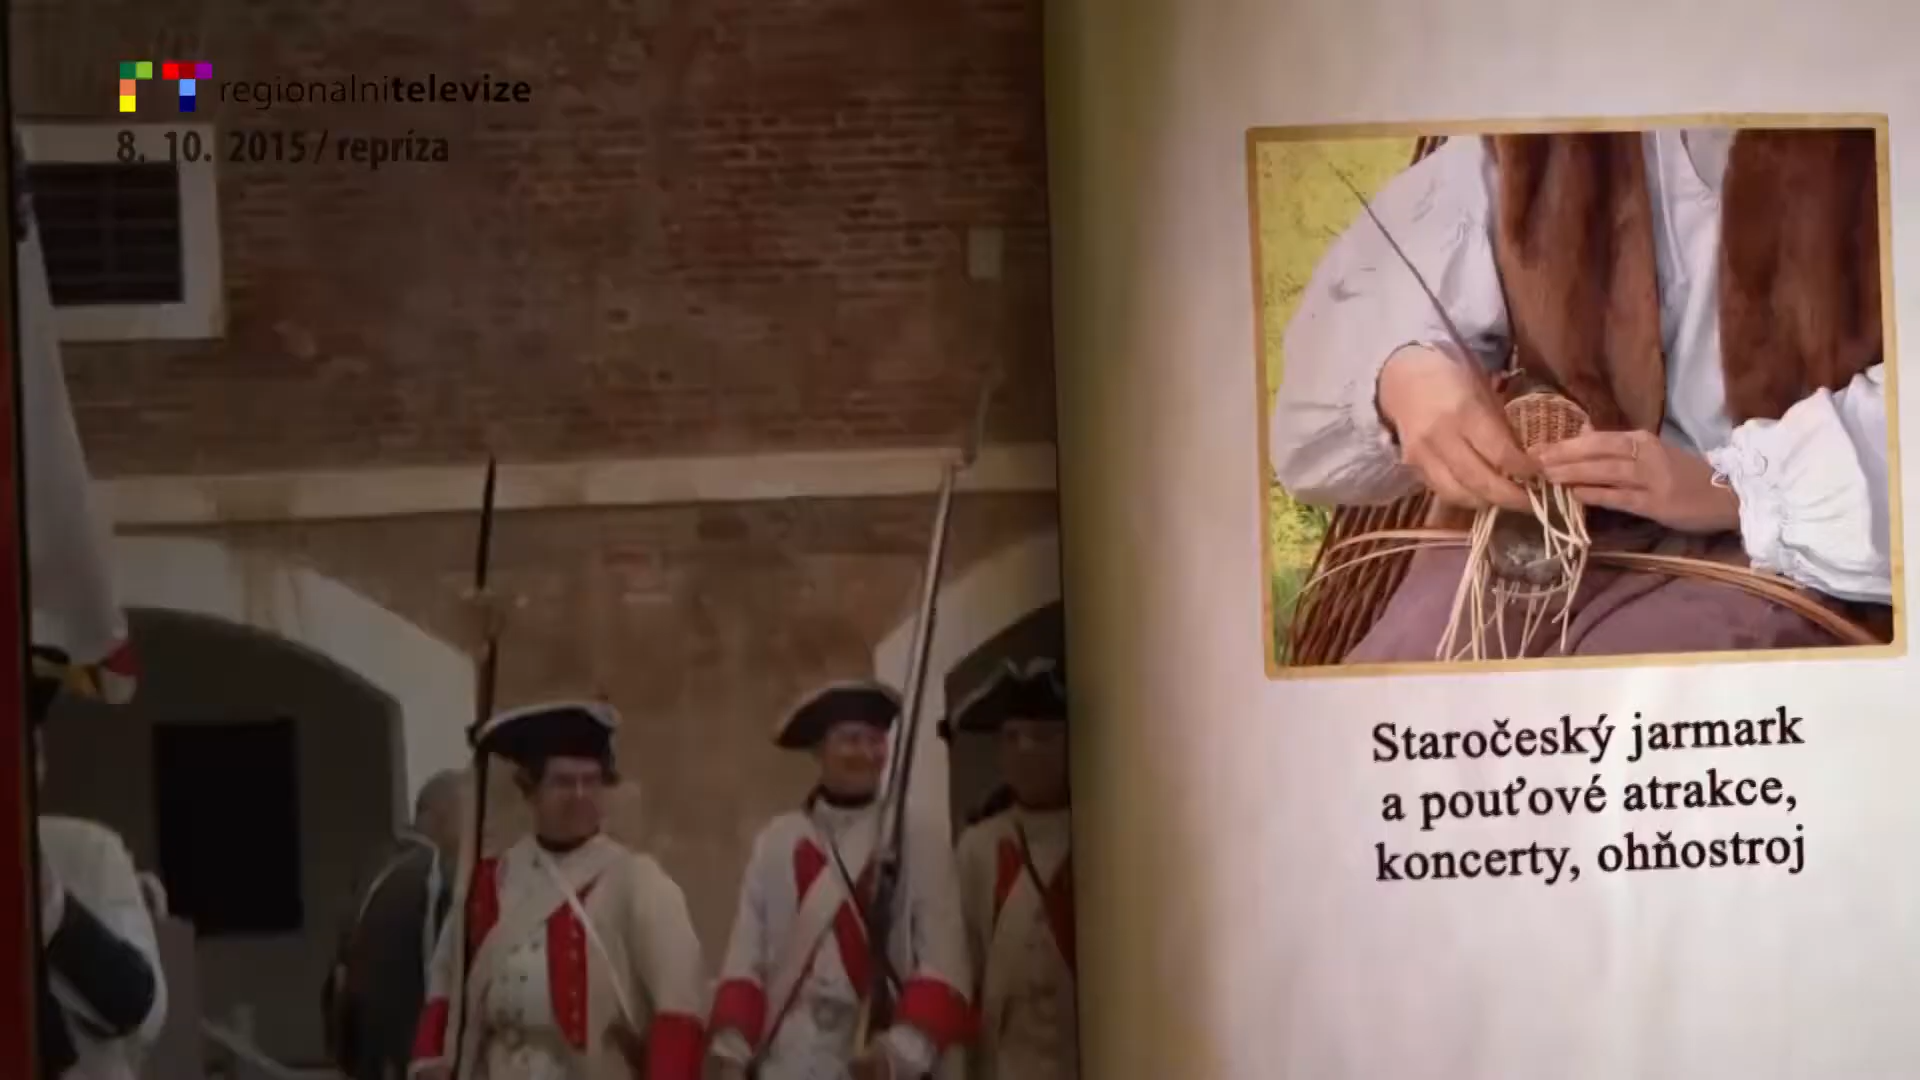 regionalnitelevize
8. 10. 2015 / repríza
Staročeský jarmark
a pouťové atrakce,
koncerty, ohňostroj